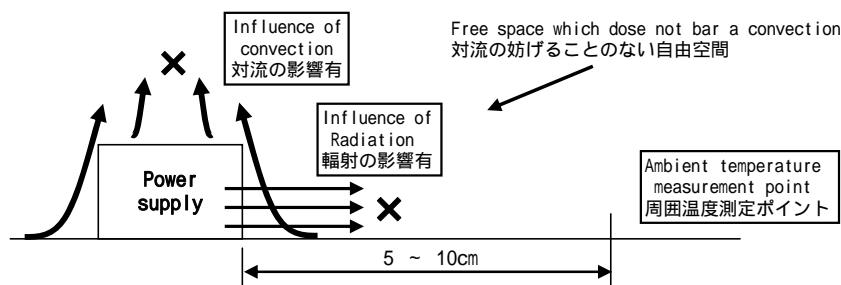 Influence of
convection
対流の影響有
Free space which dose not bar a convection
対流の妨げることのない自由空間
Influence of
Radiation
輻射の影響有
Power
supply
Ambient temperature
measurement point
周囲温度測定ポイント
5 ~ 10cm